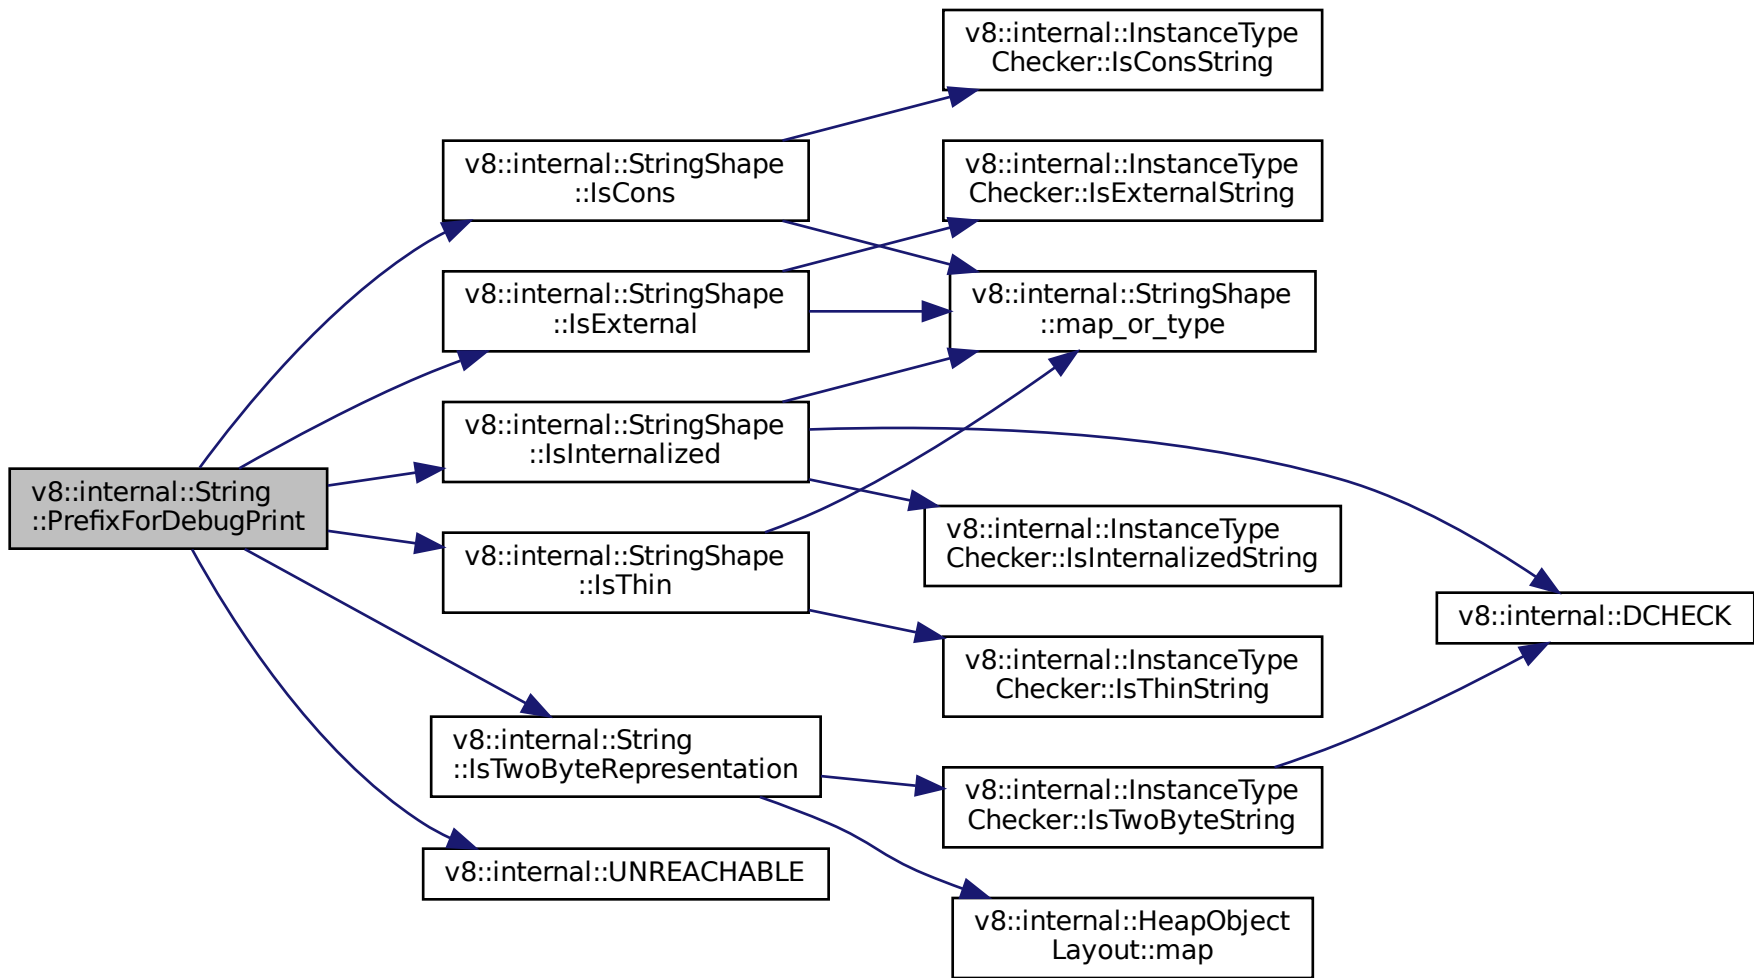 v8::internal::String
::PrefixForDebugPrint
v8::internal::StringShape
::IsCons
v8::internal::StringShape
::IsExternal
v8::internal::StringShape
::IsInternalized
v8::internal::StringShape
::IsThin
v8::internal::String
::IsTwoByteRepresentation
v8::internal::UNREACHABLE
v8::internal::InstanceType
Checker::IsConsString
v8::internal::InstanceType
Checker::IsExternalString
v8::internal::StringShape
::map_or_type
v8::internal::InstanceType
Checker::IsInternalizedString
v8::internal::InstanceType
Checker::IsThinString
v8::internal::InstanceType
Checker::IsTwoByteString
v8::internal::HeapObject
Layout::map
v8::internal::DCHECK